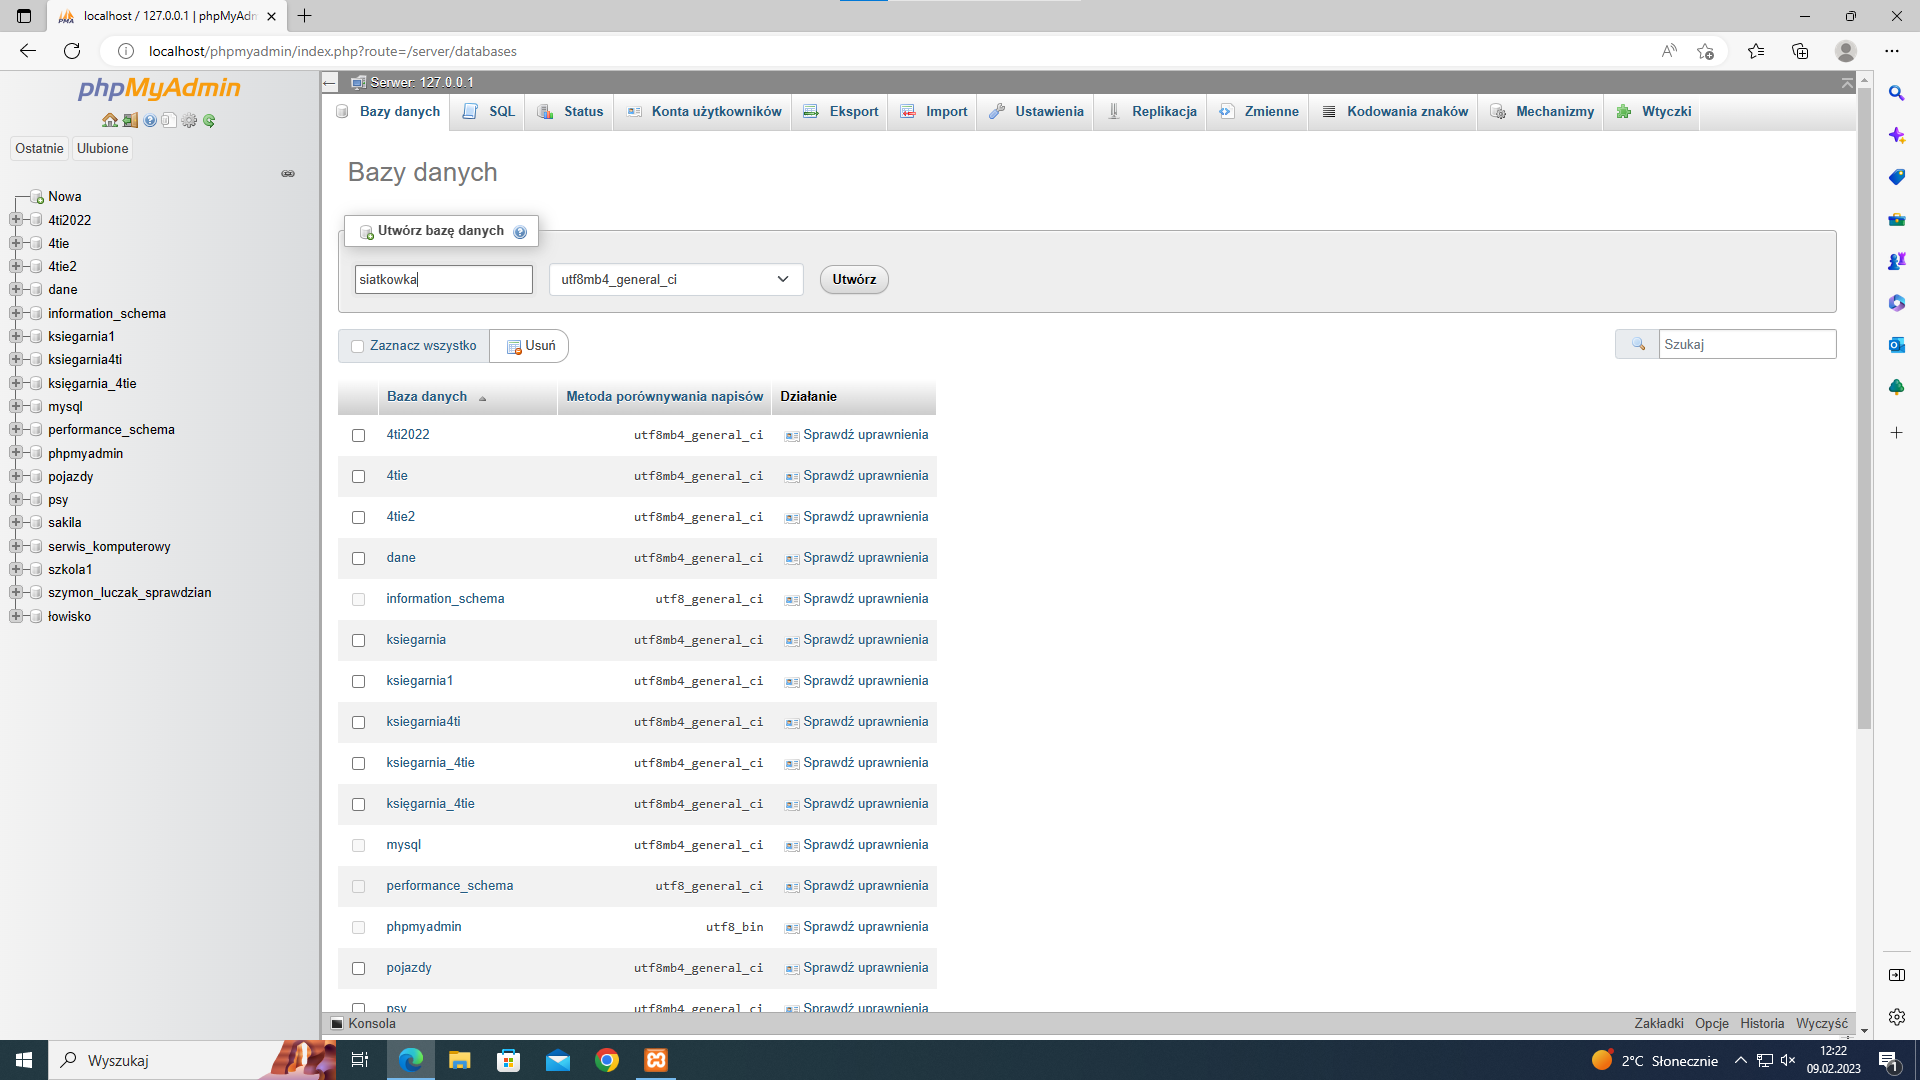 localhost / 127.0.0.1 | phpMyAdn
localhost/phpmyadmin/index.php?route=/server/databases
phpMyAdmin
Ostatnie Ulubione
Nowa
4ti2022
4tie
4tie2
dane
information_schema
ksiegarnia1
ksiegarnia4ti
księgarnia_4tie
mysql
performance_schema
phpmyadmin
pojazdy
psy
sakila
serwis_komputerowy
szkola1
szymon_luczak_sprawdzian
łowisko
Serwer: 127.0.0.1
Bazy danych SQL Status Konta użytkowników Eksport Import Ustawienia Replikacja Zmienne Kodowania znaków Mechanizmy Wtyczki
Bazy danych
Utwórz bazę danych
siatkowka utf8mb4_general_ci Utwórz
Zaznacz wszystko Usuń Szukaj
Baza danych Metoda porównywania napisów Działanie
4ti2022 utf8mb4_general_ci Sprawdź uprawnienia
4tie utf8mb4_general_ci Sprawdź uprawnienia
4tie2 utf8mb4_general_ci Sprawdź uprawnienia
dane utf8mb4_general_ci Sprawdź uprawnienia
information_schema utf8_general_ci Sprawdź uprawnienia
ksiegarnia utf8mb4_general_ci Sprawdź uprawnienia
ksiegarnia1 utf8mb4_general_ci Sprawdź uprawnienia
ksiegarnia4ti utf8mb4_general_ci Sprawdź uprawnienia
ksiegarnia_4tie utf8mb4_general_ci Sprawdź uprawnienia
księgarnia_4tie utf8mb4_general_ci Sprawdź uprawnienia
mysql utf8mb4_general_ci Sprawdź uprawnienia
performance_schema utf8_general_ci Sprawdź uprawnienia
phpmyadmin utf8_bin Sprawdź uprawnienia
pojazdy utf8mb4_general_ci Sprawdź uprawnienia
psy utf8mb4_general_ci Sprawdź uprawnienia
Konsola Zakładki Opcje Historia Wyczyść
Wyszukaj 2°C Słonecznie 12:22
09.02.2023 1